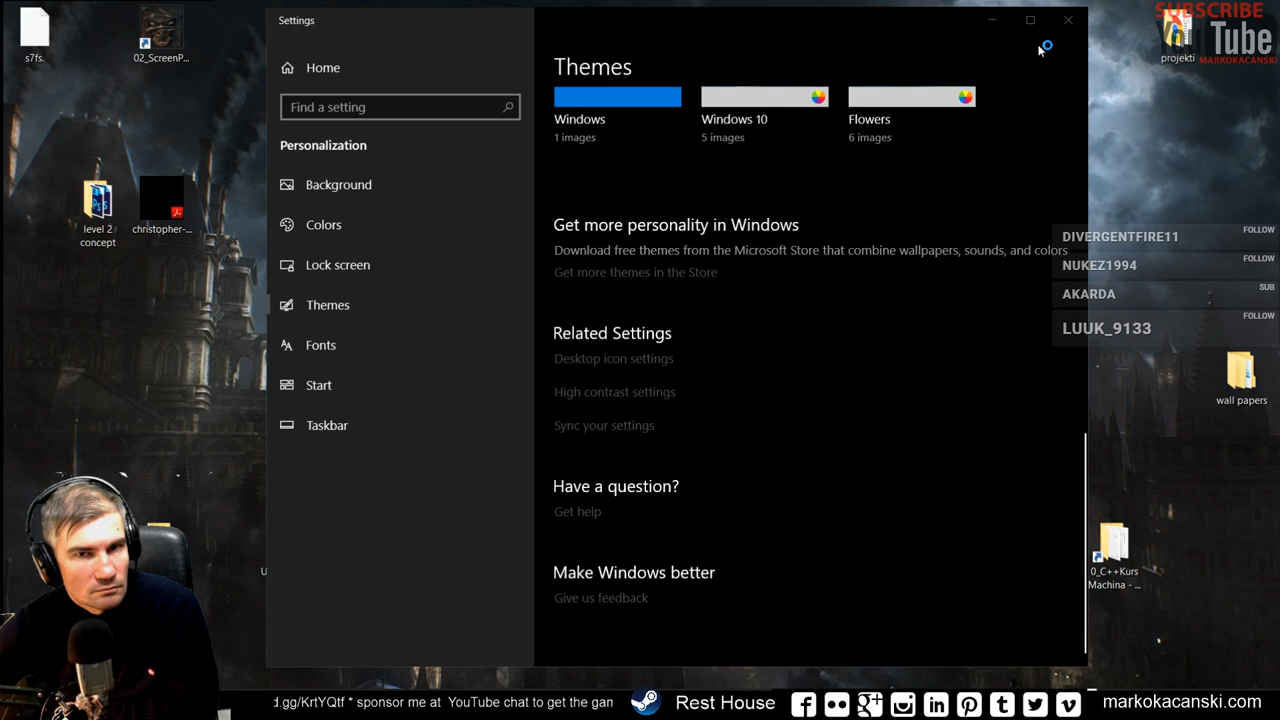 s7fs.
02_ScreenP...
level 2
concept
christopher-...
Settings
Home
Find a setting
Personalization
Background
Colors
Lock screen
Themes
Fonts
Start
Taskbar
Themes
Windows
1 images
Windows 10
5 images
Flowers
6 images
Get more personality in Windows
Download free themes from the Microsoft Store that combine wallpapers, sounds, and colors
Get more themes in the Store
Related Settings
Desktop icon settings
High contrast settings
Sync your settings
Have a question?
Get help
Make Windows better
Give us feedback
SUBSCRIBE
YouTube
MARKOKACANSKI
projekti
DIVERGENTFIRE11 FOLLOW
NUKEZ1994 FOLLOW
AKARDA SUB
LUUK_9133 FOLLOW
wall papers
0_C++Kurs
Machina - ...
d.gg/KrtYQtf * sponsor me at YouTube chat to get the gan
Rest House
markokacanski.com